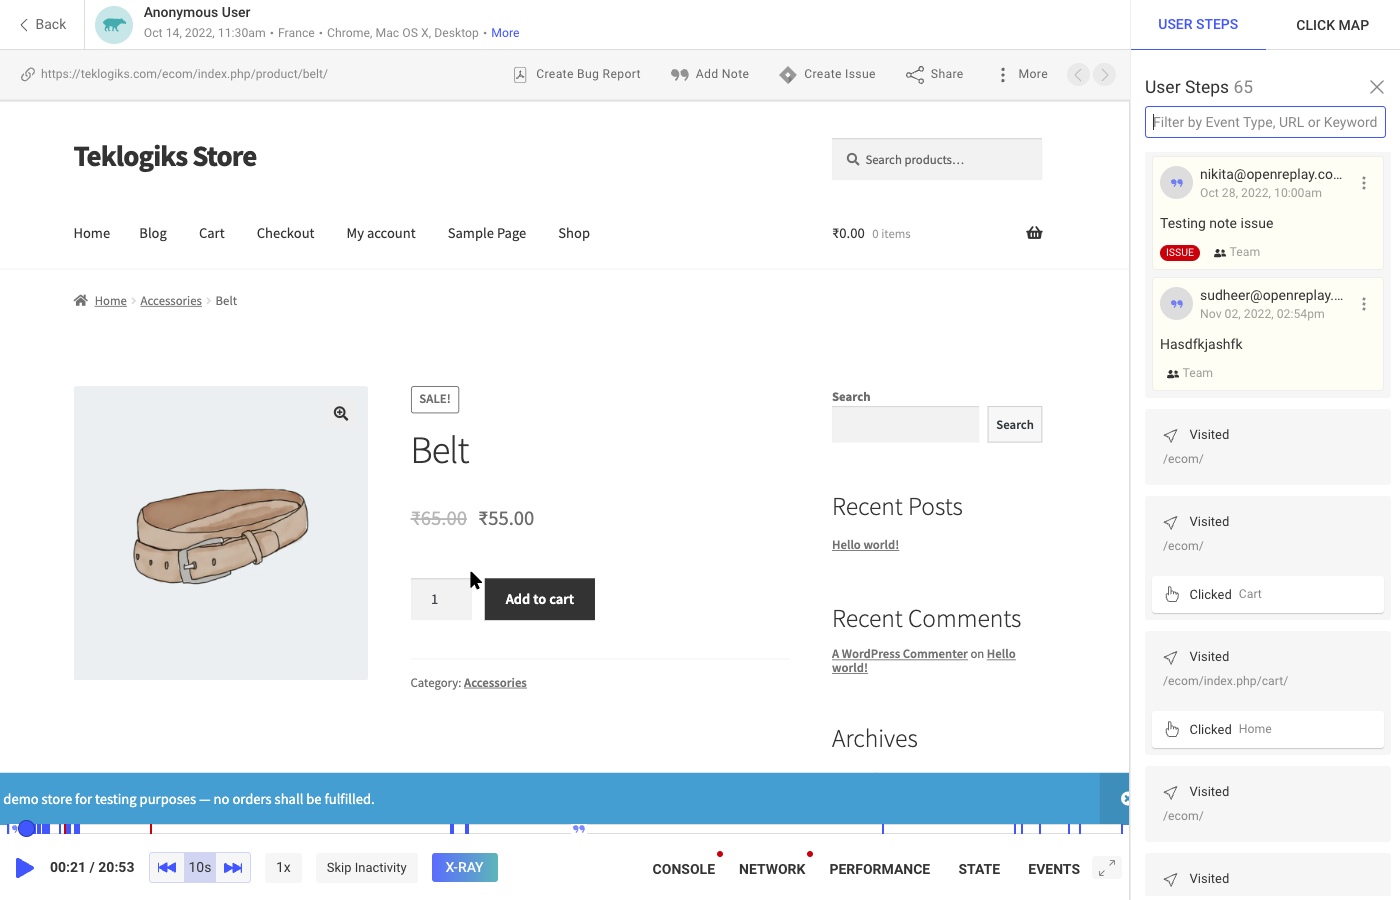 Back
Anonymous User
Oct 14, 2022, 11:30am • France • Chrome, Mac OS X, Desktop • More
USER STEPS
CLICK MAP
https://teklogiks.com/ecom/index.php/product/belt/
Create Bug Report
Add Note
Create Issue
Share
More
Teklogiks Store
Search products…
Home
Blog
Cart
Checkout
My account
Sample Page
Shop
₹0.00 0 items
Home
Accessories
Belt
SALE!
Belt
₹65.00 ₹55.00
1
Add to cart
Category: Accessories
Search
Search
Recent Posts
Hello world!
Recent Comments
A WordPress Commenter on Hello
world!
Archives
demo store for testing purposes — no orders shall be fulfilled.
00:21 / 20:53
10s
1x
Skip Inactivity
X-RAY
CONSOLE
NETWORK
PERFORMANCE
STATE
EVENTS
User Steps 65
Filter by Event Type, URL or Keyword
nikita@openreplay.co...
Oct 28, 2022, 10:00am
Testing note issue
ISSUE
Team
sudheer@openreplay....
Nov 02, 2022, 02:54pm
Hasdfkjashfk
Team
Visited
/ecom/
Visited
/ecom/
Clicked Cart
Visited
/ecom/index.php/cart/
Clicked Home
Visited
/ecom/
Visited